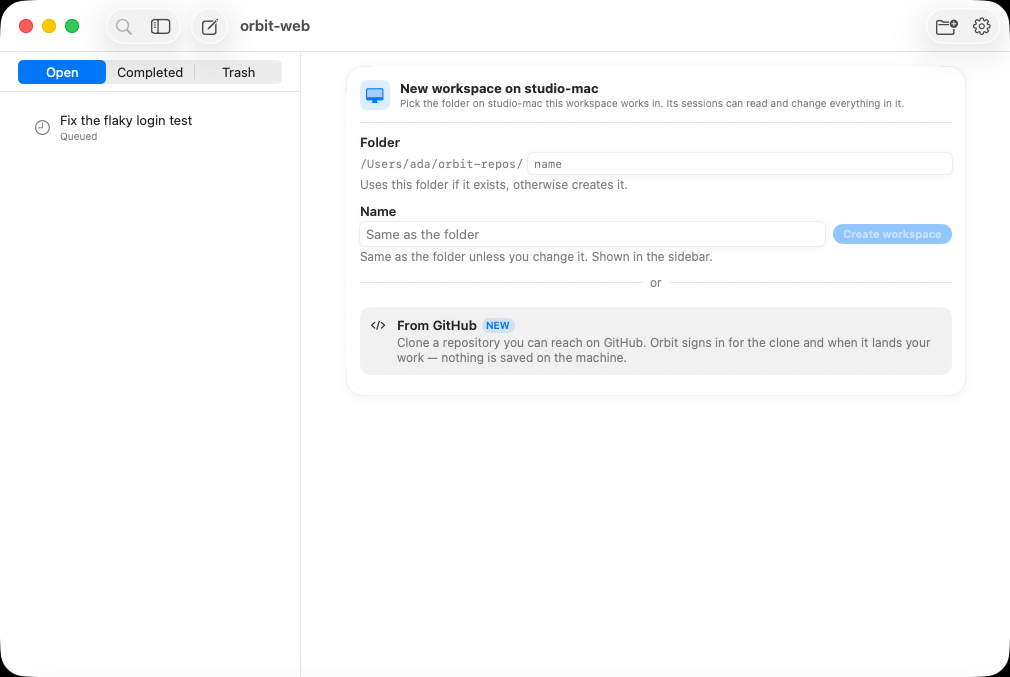 orbit-web
Open
Completed
Trash
Fix the flaky login test
Queued
New workspace on studio-mac
Pick the folder on studio-mac this workspace works in. Its sessions can read and change everything in it.
Folder
/Users/ada/orbit-repos/ name
Uses this folder if it exists, otherwise creates it.
Name
Same as the folder
Create workspace
Same as the folder unless you change it. Shown in the sidebar.
or
From GitHub NEW
Clone a repository you can reach on GitHub. Orbit signs in for the clone and when it lands your
work — nothing is saved on the machine.